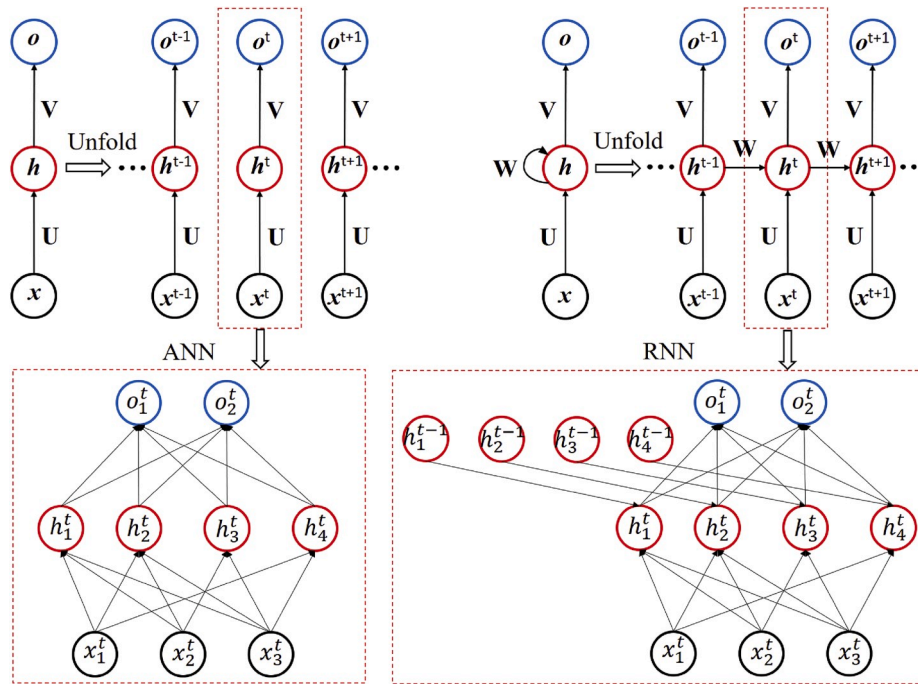 o o^{t-1} o^t o^{t+1} o o^{t-1} o^t o^{t+1}
V V V V V V V V
Unfold Unfold
W W
h ... h^{t-1} h^t h^{t+1} ... W h ... h^{t-1} h^t h^{t+1} ...
U U U U U U U U
x x^{t-1} x^t x^{t+1} x x^{t-1} x^t x^{t+1}
ANN RNN
o_1^t o_2^t o_1^t o_2^t
h_1^{t-1} h_2^{t-1} h_3^{t-1} h_4^{t-1}
h_1^t h_2^t h_3^t h_4^t h_1^t h_2^t h_3^t h_4^t
x_1^t x_2^t x_3^t x_1^t x_2^t x_3^t